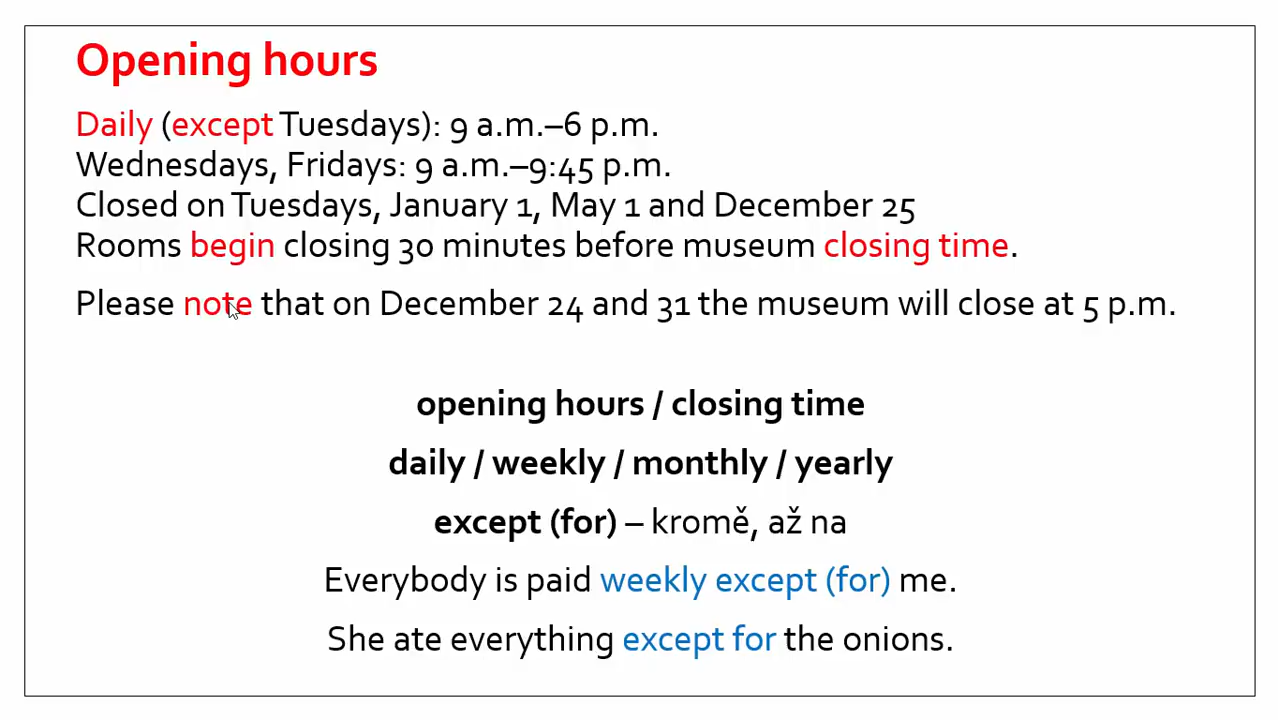 Opening hours
Daily (except Tuesdays): 9 a.m.–6 p.m.
Wednesdays, Fridays: 9 a.m.–9:45 p.m.
Closed on Tuesdays, January 1, May 1 and December 25
Rooms begin closing 30 minutes before museum closing time.
Please note that on December 24 and 31 the museum will close at 5 p.m.
opening hours / closing time
daily / weekly / monthly / yearly
except (for) – kromě, až na
Everybody is paid weekly except (for) me.
She ate everything except for the onions.